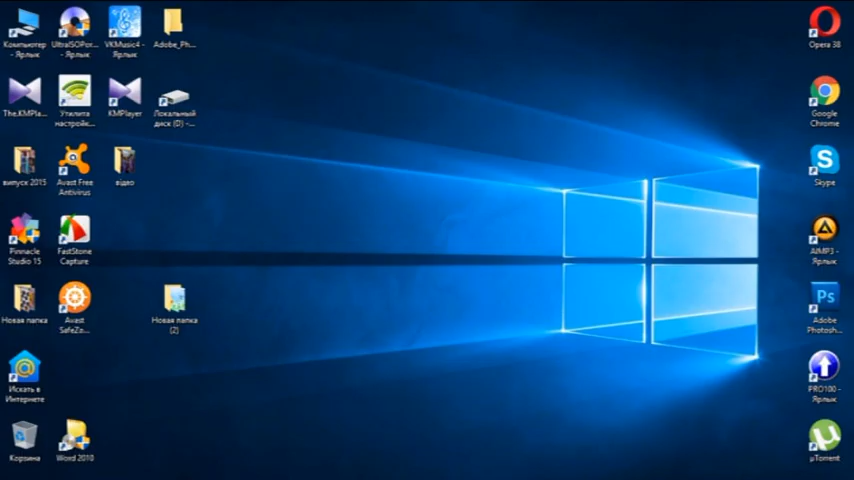 Компьютер
- Ярлык
UltraISOPor...
- Ярлык
VKMusic4 -
Ярлык
Adobe_Ph...
Opera 38
The.KMPla...
Утилита
настройк...
KMPlayer
Локальный
диск (D) -...
Google
Chrome
випуск 2015
Avast Free
Antivirus
відео
Skype
Pinnacle
Studio 15
FastStone
Capture
AIMP3 -
Ярлык
Новая папка
Avast
SafeZo...
Новая папка
(2)
Ps
Adobe
Photosh...
Искать в
Интернете
PRO100 -
Ярлык
Корзина
Word 2010
µTorrent